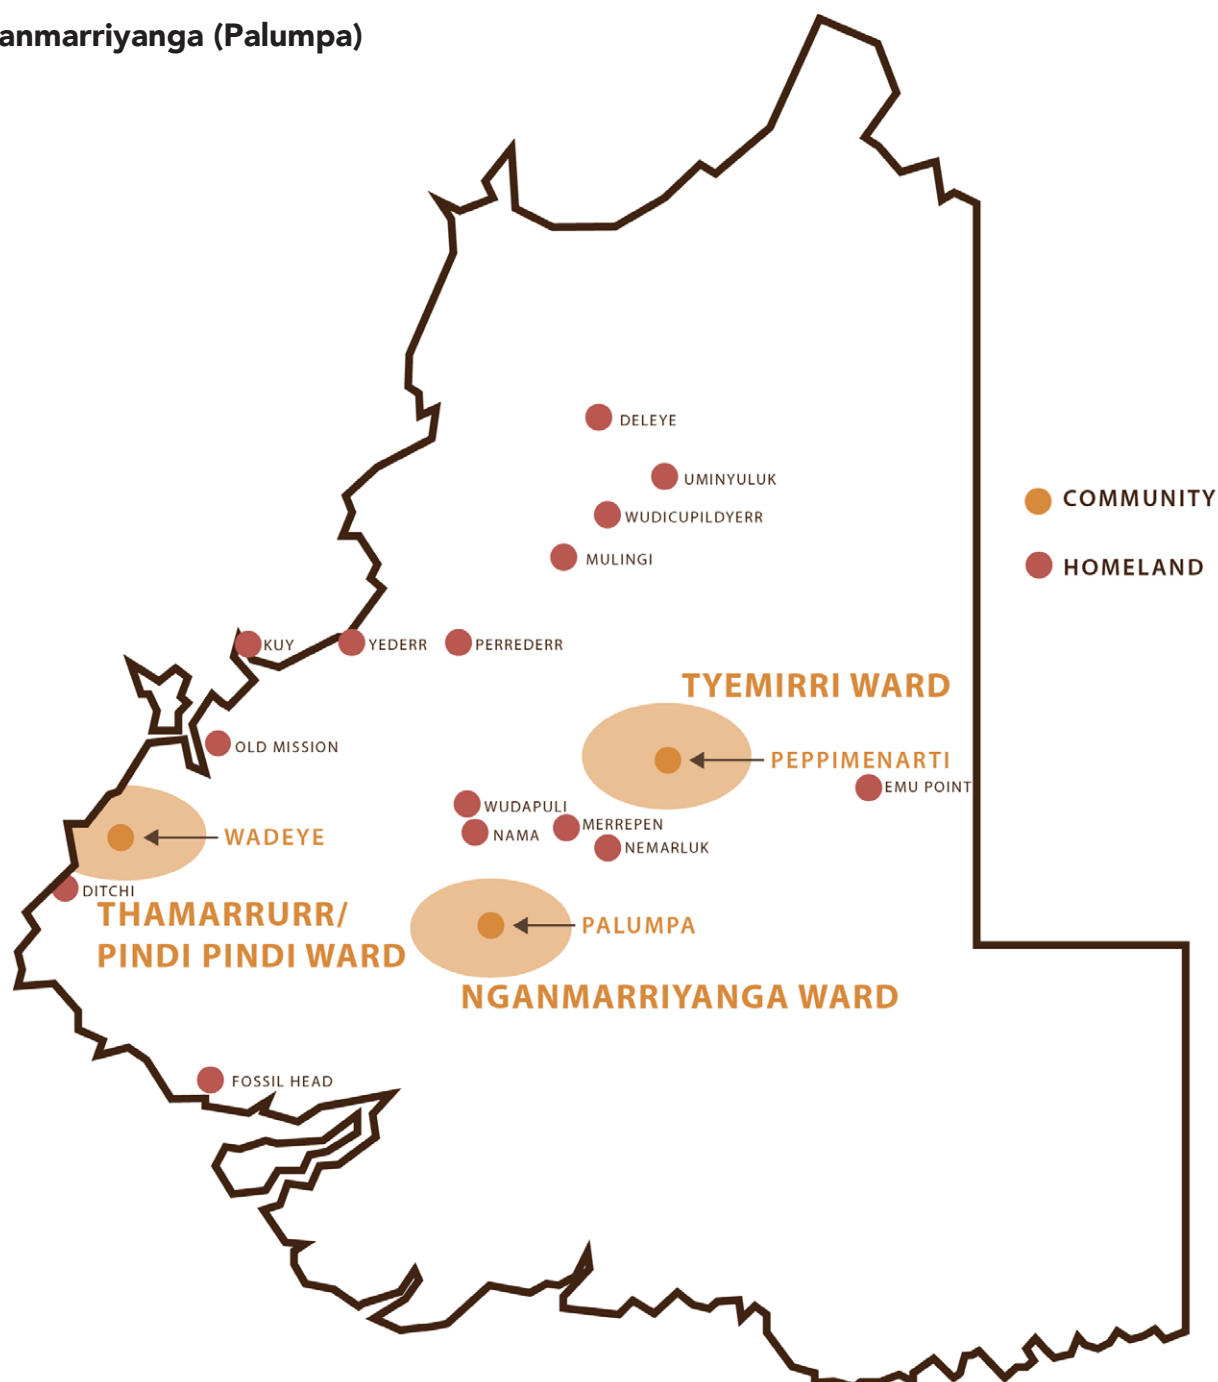 anmarriyanga (Palumpa)
DELEYE
UMINYULUK
COMMUNITY
WUDICUPILDYERR
MULINGI
HOMELAND
KUY
YEDERR
PERREDERR
TYEMIRRI WARD
OLD MISSION
PEPPIMENARTI
EMU POINT
WUDAPULI
MERREPEN
NAMA
NEMARLUK
WADEYE
DITCHI
THAMARRURR/
PINDI PINDI WARD
PALUMPA
NGANMARRIYANGA WARD
FOSSIL HEAD